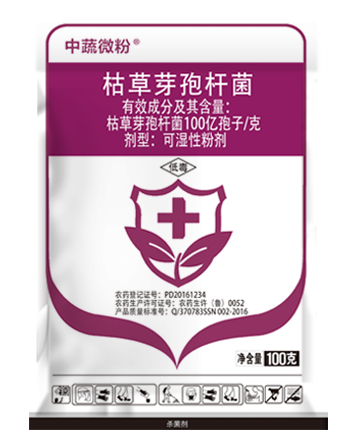 中蔬微粉®
枯草芽孢杆菌
有效成分及其含量：
枯草芽孢杆菌100亿孢子/克
剂型：可湿性粉剂
低毒
农药登记证号：PD20161234
农药生产许可证号：农药生许（鲁）0052
产品质量标准号：Q/370783SSN 002-2016
净含量 100克
杀菌剂